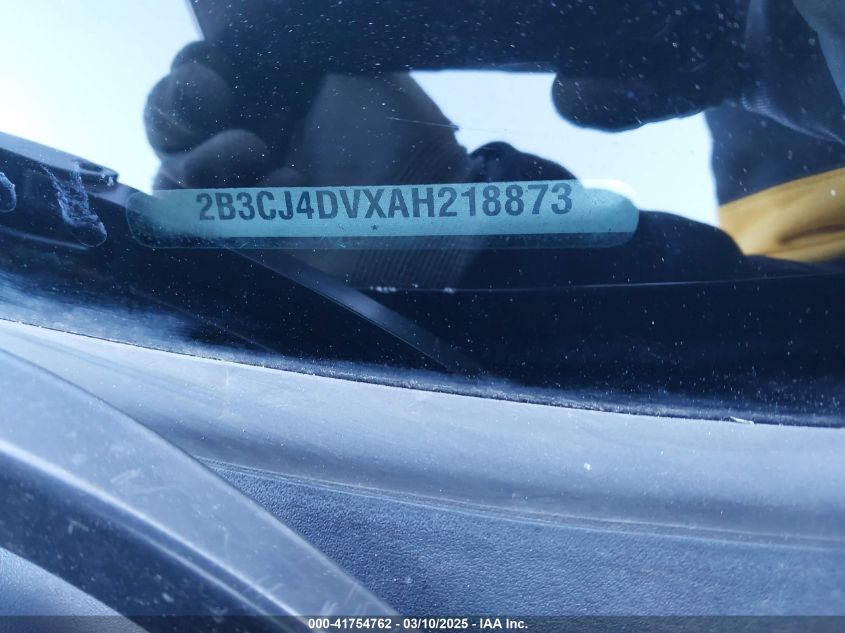 2B3CJ4DVXAH218873
*
000-41754762 — 03/10/2025 — IAA, Inc.